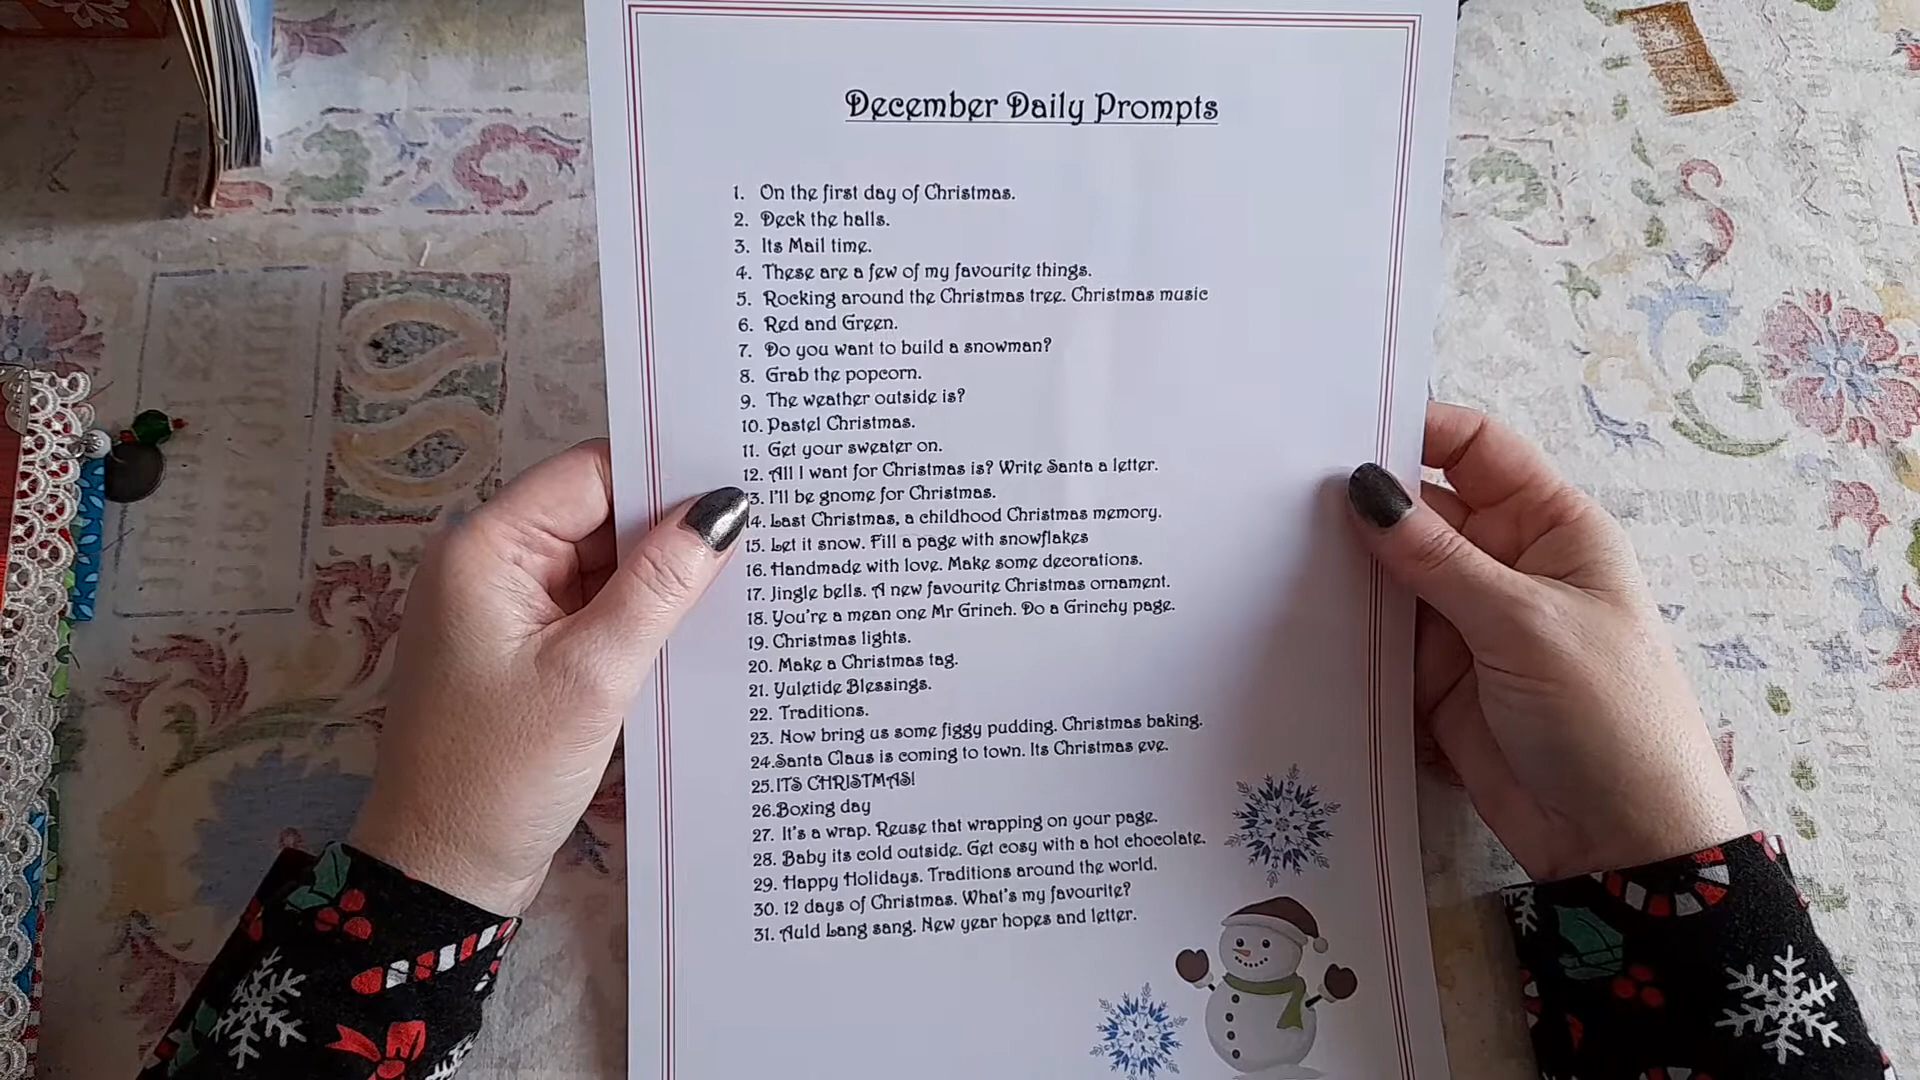 December Daily Prompts
1. On the first day of Christmas.
2. Deck the halls.
3. Its Mail time.
4. These are a few of my favourite things.
5. Rocking around the Christmas tree. Christmas music
6. Red and Green.
7. Do you want to build a snowman?
8. Grab the popcorn.
9. The weather outside is?
10. Pastel Christmas.
11. Get your sweater on.
12. All I want for Christmas is? Write Santa a letter.
3. I'll be gnome for Christmas.
14. Last Christmas, a childhood Christmas memory.
15. Let it snow. Fill a page with snowflakes
16. Handmade with love. Make some decorations.
17. Jingle bells. A new favourite Christmas ornament.
18. You're a mean one Mr Grinch. Do a Grinchy page.
19. Christmas lights.
20. Make a Christmas tag.
21. Yuletide Blessings.
22. Traditions.
23. Now bring us some figgy pudding. Christmas baking.
24.Santa Claus is coming to town. Its Christmas eve.
25.ITS CHRISTMAS!
26.Boxing day
27. It's a wrap. Reuse that wrapping on your page.
28. Baby its cold outside. Get cosy with a hot chocolate.
29. Happy Holidays. Traditions around the world.
30. 12 days of Christmas. What's my favourite?
31. Auld Lang sang. New year hopes and letter.